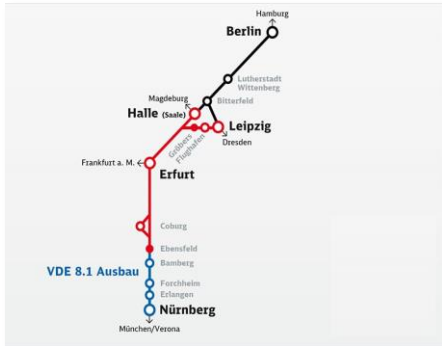 Hamburg
Berlin
Lutherstadt
Wittenberg
Magdeburg
Bitterfeld
Halle (Saale)
Leipzig
Gröbers
Flughafen
Dresden
Frankfurt a. M.
Erfurt
Coburg
Ebensfeld
VDE 8.1 Ausbau
Bamberg
Forchheim
Erlangen
Nürnberg
München/Verona